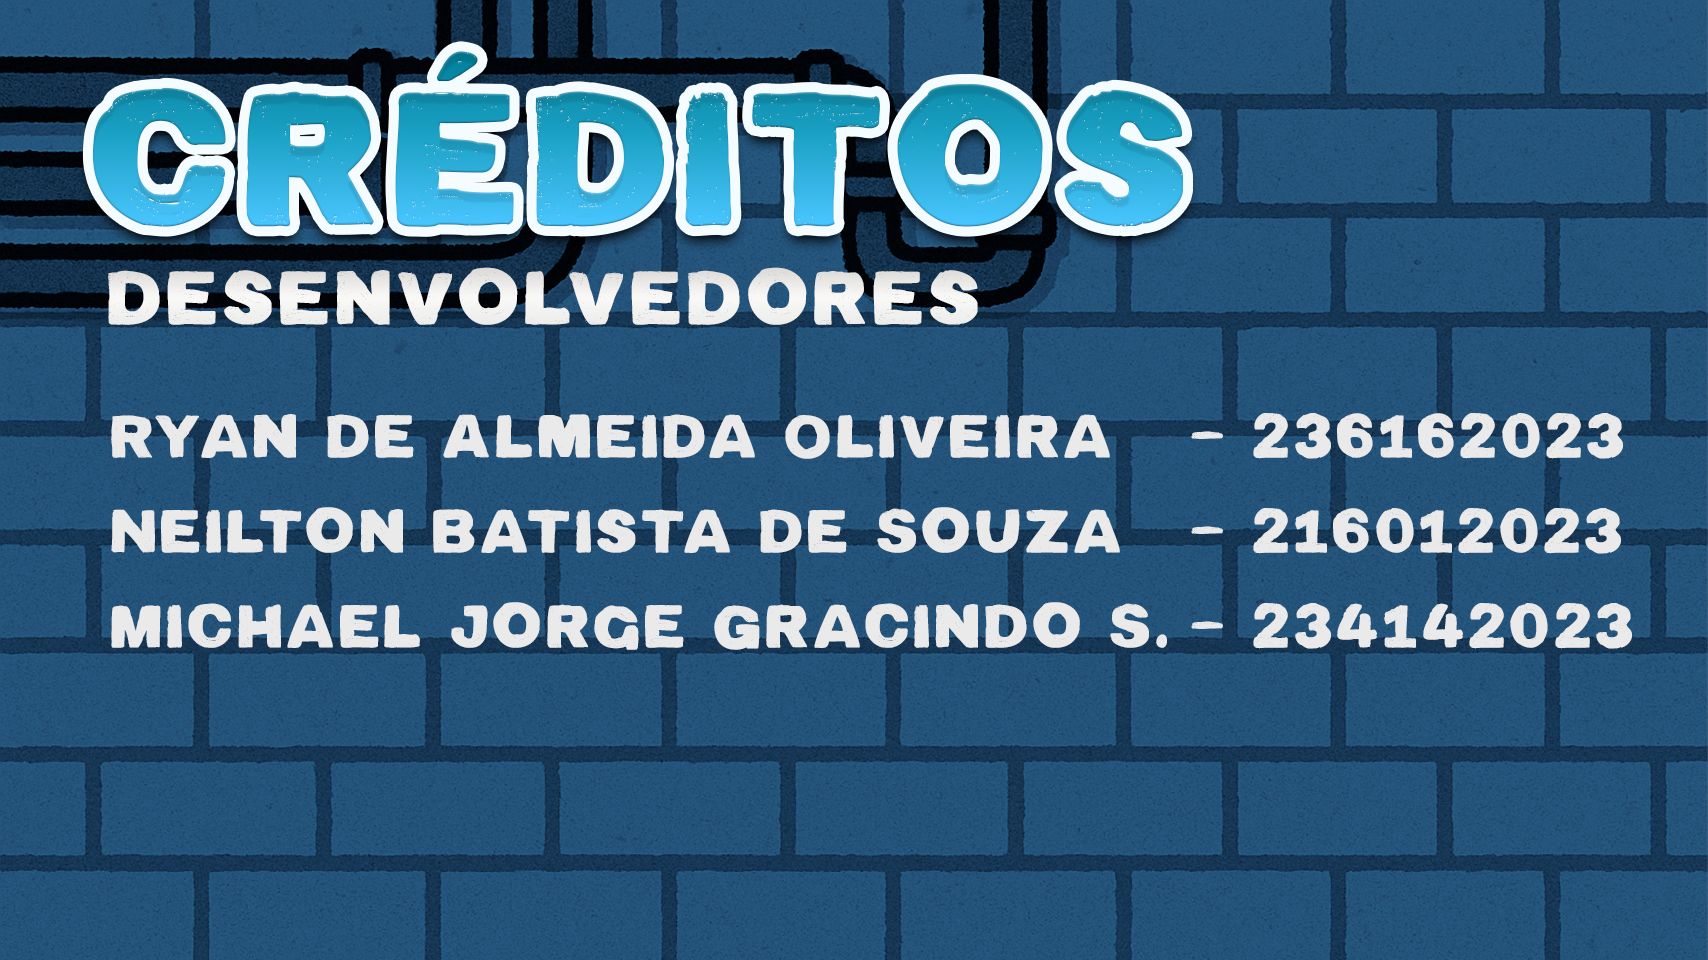 CRÉDITOS
DESENVOLVEDORES
RYAN DE ALMEIDA OLIVEIRA - 236162023
NEILTON BATISTA DE SOUZA - 216012023
MICHAEL JORGE GRACINDO S. - 234142023